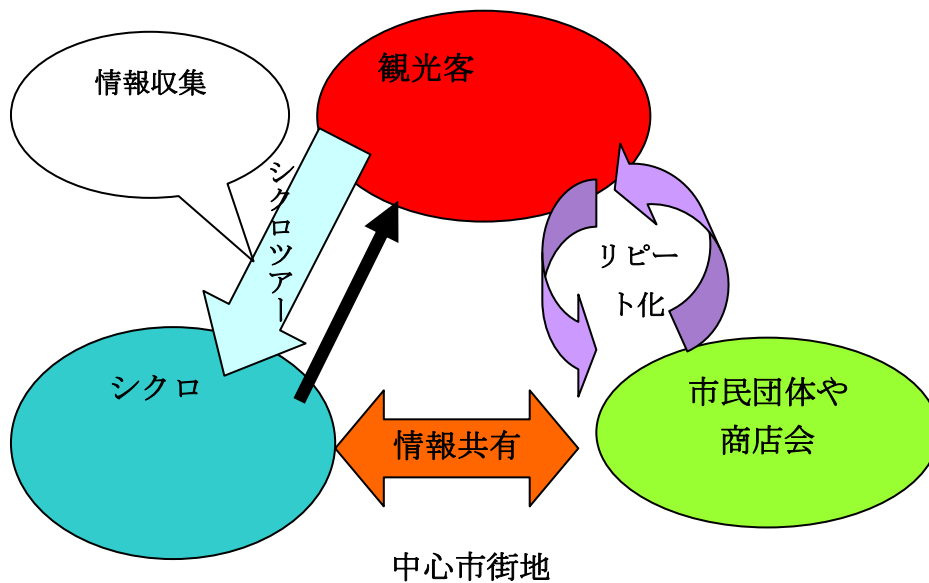 観光客
情報収集
シクロツアー
リピー
ト化
シクロ
市民団体や
商店会
情報共有
中心市街地